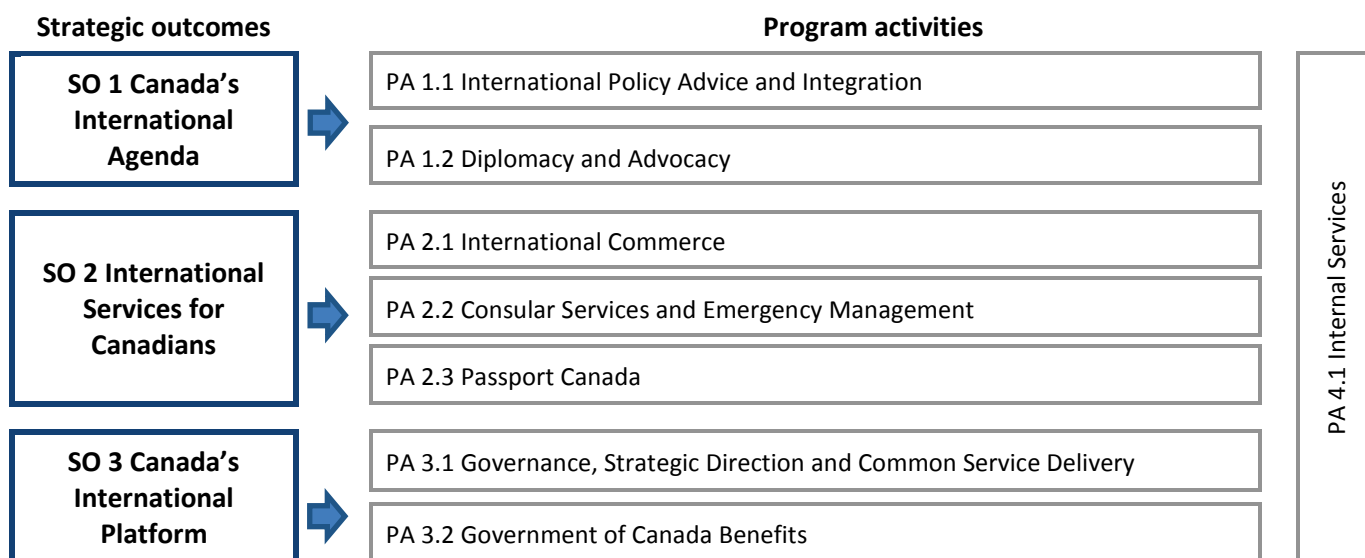 Strategic outcomes
Program activities
SO 1 Canada’s
International
Agenda
PA 1.1 International Policy Advice and Integration
PA 1.2 Diplomacy and Advocacy
SO 2 International
Services for
Canadians
PA 2.1 International Commerce
PA 2.2 Consular Services and Emergency Management
PA 2.3 Passport Canada
SO 3 Canada’s
International
Platform
PA 3.1 Governance, Strategic Direction and Common Service Delivery
PA 3.2 Government of Canada Benefits
PA 4.1 Internal Services